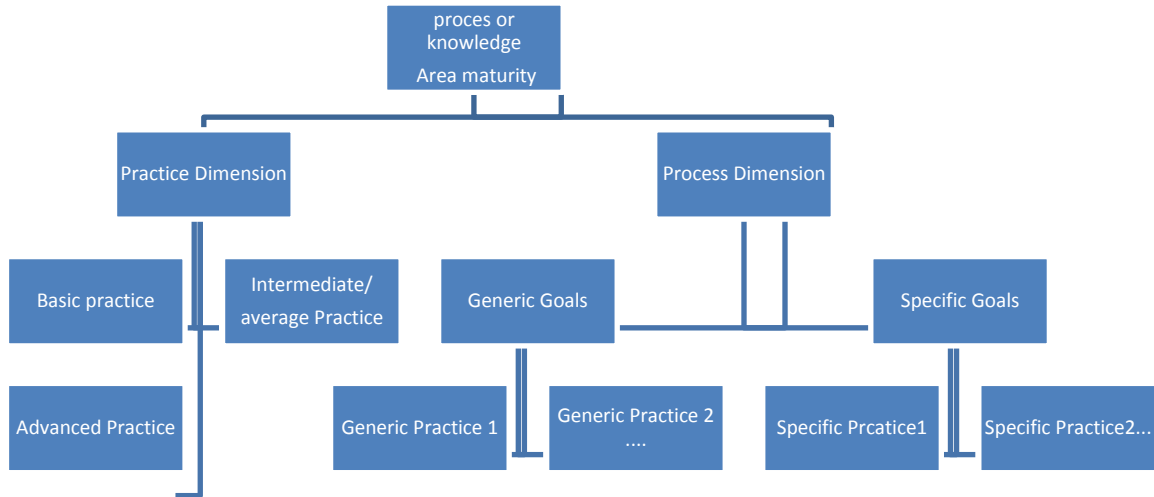 proces or
knowledge
Area maturity
Practice Dimension
Process Dimension
Basic practice
Intermediate/
average Practice
Generic Goals
Specific Goals
Advanced Practice
Generic Practice 1
Generic Practice 2
....
Specific Prcatice1
Specific Practice2...